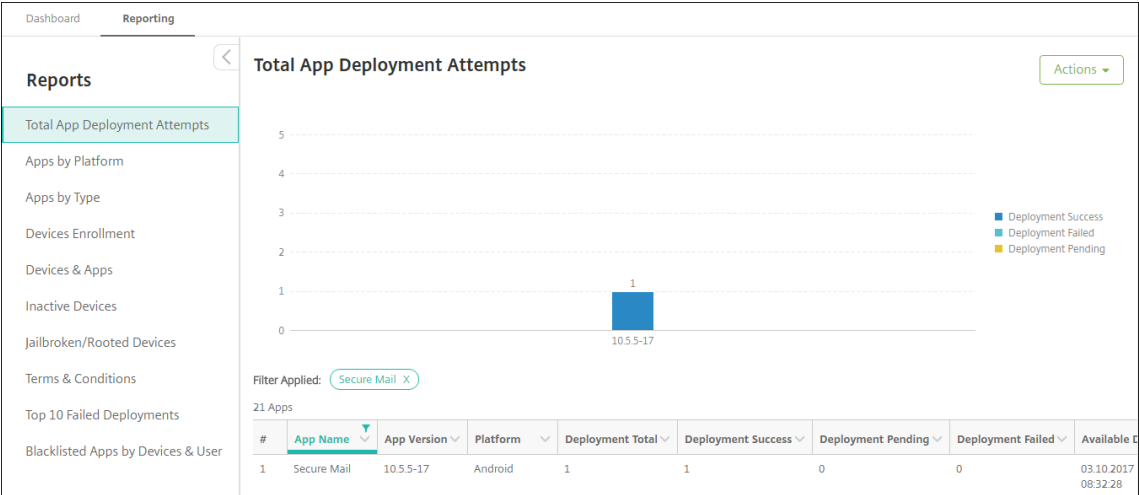 Dashboard Reporting
Reports
Total App Deployment Attempts
Apps by Platform
Apps by Type
Devices Enrollment
Devices & Apps
Inactive Devices
Jailbroken/Rooted Devices
Terms & Conditions
Top 10 Failed Deployments
Blacklisted Apps by Devices & User
Total App Deployment Attempts
Actions
5
4
3
2
1
0
1
10.5.5-17
Deployment Success
Deployment Failed
Deployment Pending
Filter Applied: Secure Mail X
21 Apps
# App Name App Version Platform Deployment Total Deployment Success Deployment Pending Deployment Failed Available D
1 Secure Mail 10.5.5-17 Android 1 1 0 0 03.10.2017
08:32:28